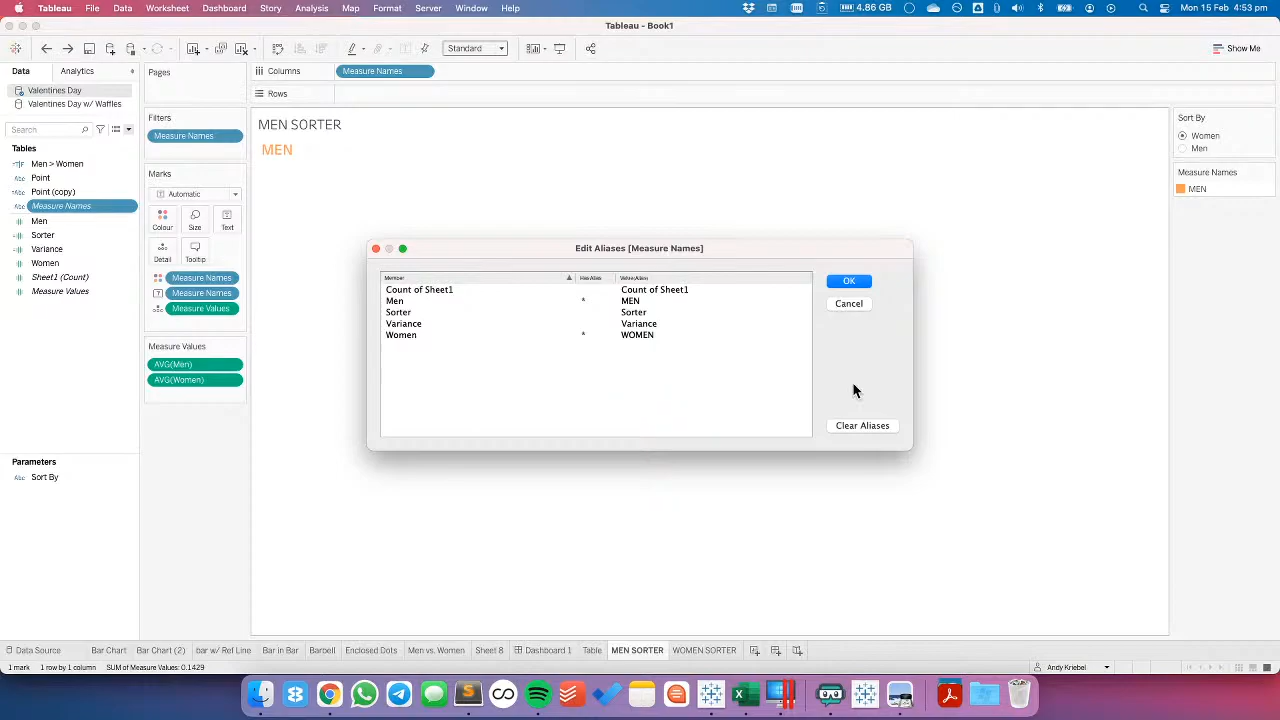 Tableau File Data Worksheet Dashboard Story Analysis Map Format Server Window Help 4.86 GB Mon 15 Feb 4:53 pm
Tableau - Book1
Standard Show Me
Data Analytics Pages Columns Measure Names
Valentines Day
Valentines Day w/ Waffles
Rows
Filters
Measure Names
Search
Tables
Men > Women
Point
Point (copy)
Measure Names
Men
Sorter
Variance
Women
Sheet1 (Count)
Measure Values
Parameters
Sort By
Marks
Automatic
Colour Size Text
Detail Tooltip
Measure Names
Measure Names
Measure Values
Measure Values
AVG(Men)
AVG(Women)
MEN SORTER
MEN
Sort By
Women
Men
Measure Names
MEN
Edit Aliases [Measure Names]
Member Has Alias Value (Alias)
Count of Sheet1 Count of Sheet1
Men * MEN
Sorter Sorter
Variance Variance
Women * WOMEN
OK
Cancel
Clear Aliases
Data Source Bar Chart Bar Chart (2) bar w/ Ref Line Bar in Bar Barbell Enclosed Dots Men vs. Women Sheet 8 Dashboard 1 Table MEN SORTER WOMEN SORTER
1 mark 1 row by 1 column SUM of Measure Values: 0.1429 Andy Kriebel